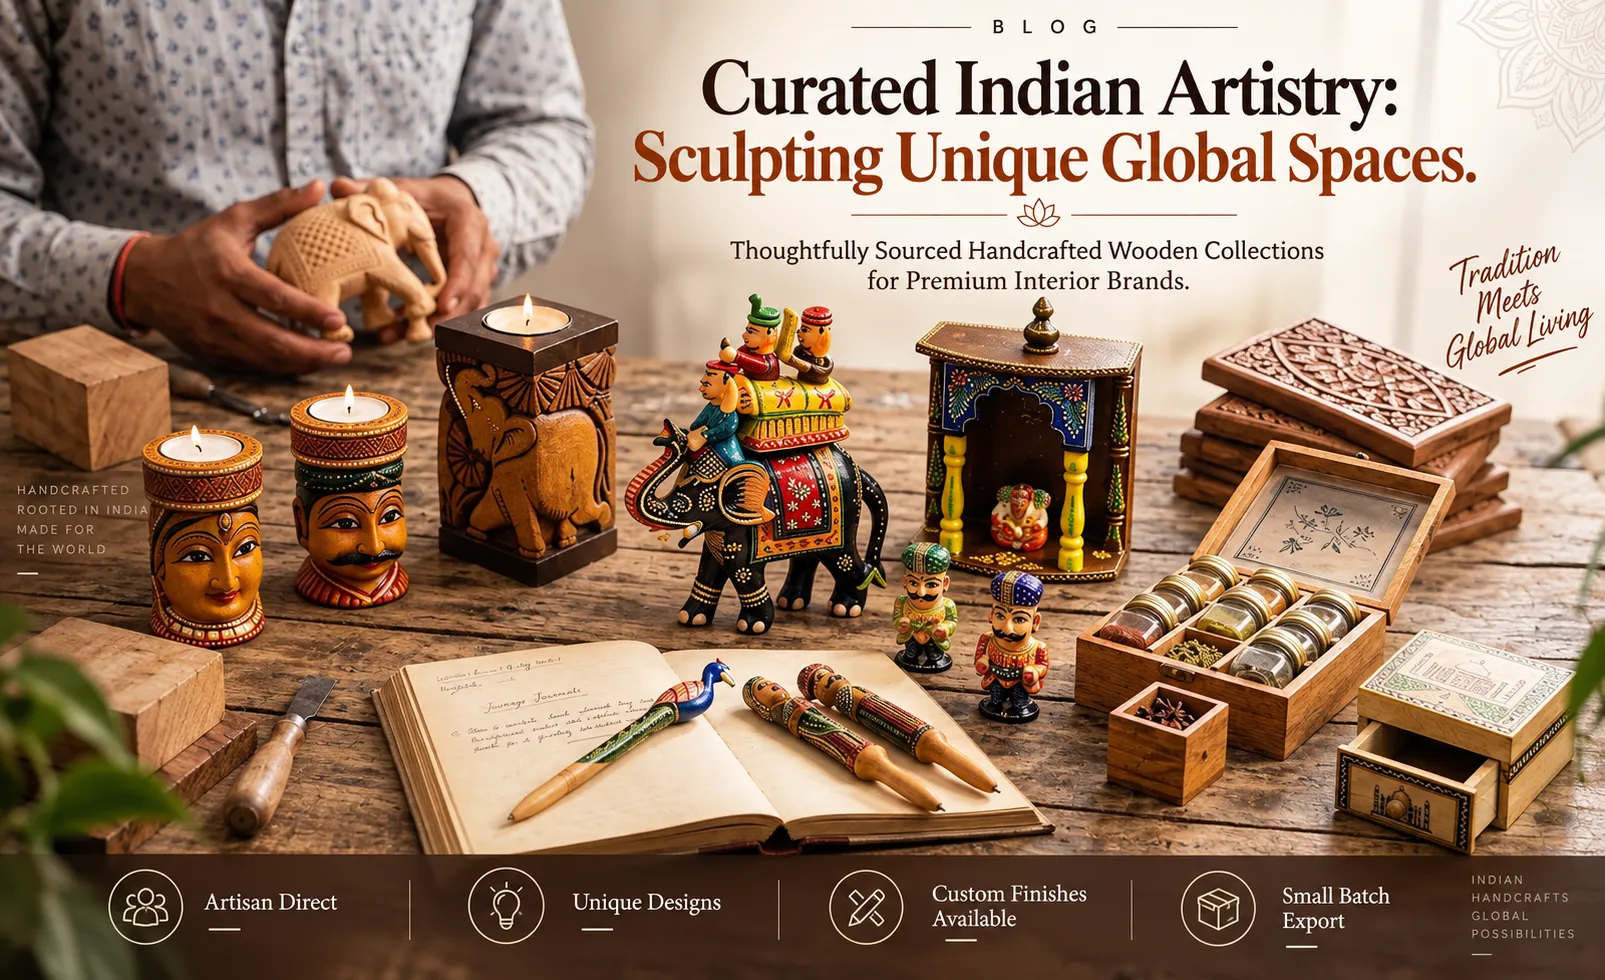 BLOG
Curated Indian Artistry:
Sculpting Unique Global Spaces.
Thoughtfully Sourced Handcrafted Wooden Collections
for Premium Interior Brands.
Tradition
Meets
Global Living
HANDCRAFTED
ROOTED IN INDIA
MADE FOR
THE WORLD
Artisan Direct
Unique Designs
Custom Finishes
Available
Small Batch
Export
INDIAN
HANDCRAFTS
GLOBAL
POSSIBILITIES